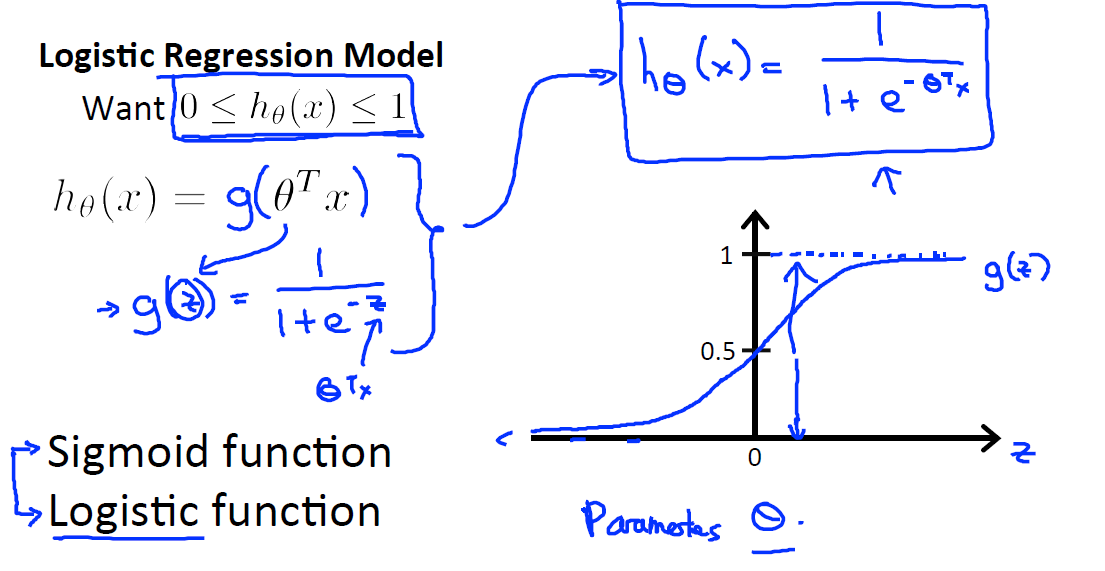 Logistic Regression Model
Want 0 ≤ hθ(x) ≤ 1
hθ(x) = g(θᵀx)
→ g(z) = 1 / (1 + e^(-z))
θᵀx
Sigmoid function
Logistic function
hθ(x) = 1 / (1 + e^(-θᵀx))
1
0.5
0
g(z)
z
Parametes θ.